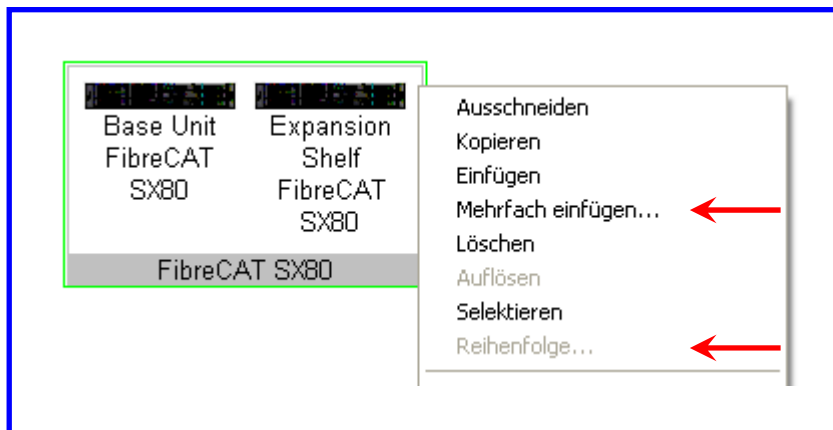 Base Unit
FibreCAT
SX80
Expansion
Shelf
FibreCAT
SX80
FibreCAT SX80
Ausschneiden
Kopieren
Einfügen
Mehrfach einfügen...
Löschen
Auflösen
Selektieren
Reihenfolge...